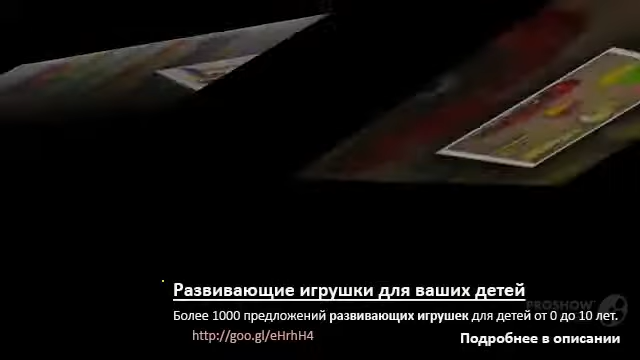 Развивающие игрушки для ваших детей
PROSHOW
Более 1000 предложений развивающих игрушек для детей от 0 до 10 лет.
http://goo.gl/eHrhH4
Подробнее в описании